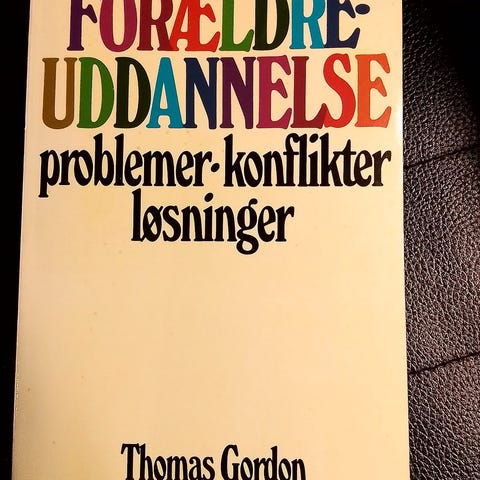 FORÆLDRE-
UDDANNELSE
problemer·konflikter
løsninger
Thomas Gordon